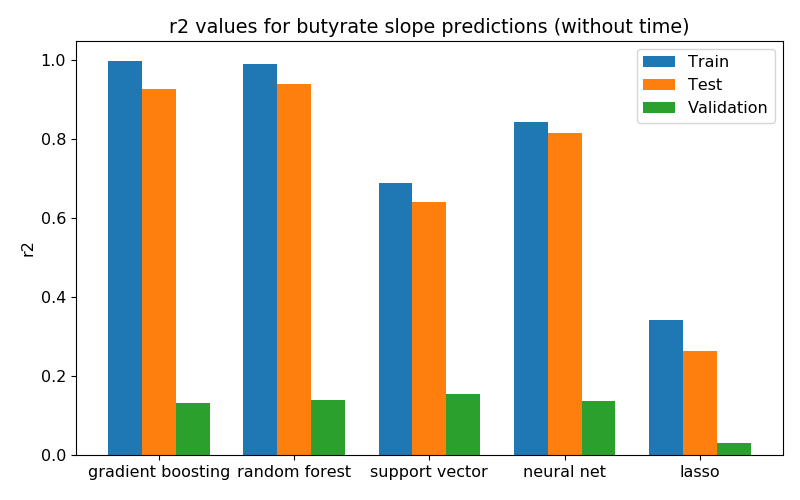 r2 values for butyrate slope predictions (without time)
Train
Test
Validation
r2
1.0
0.8
0.6
0.4
0.2
0.0
gradient boosting random forest support vector neural net lasso